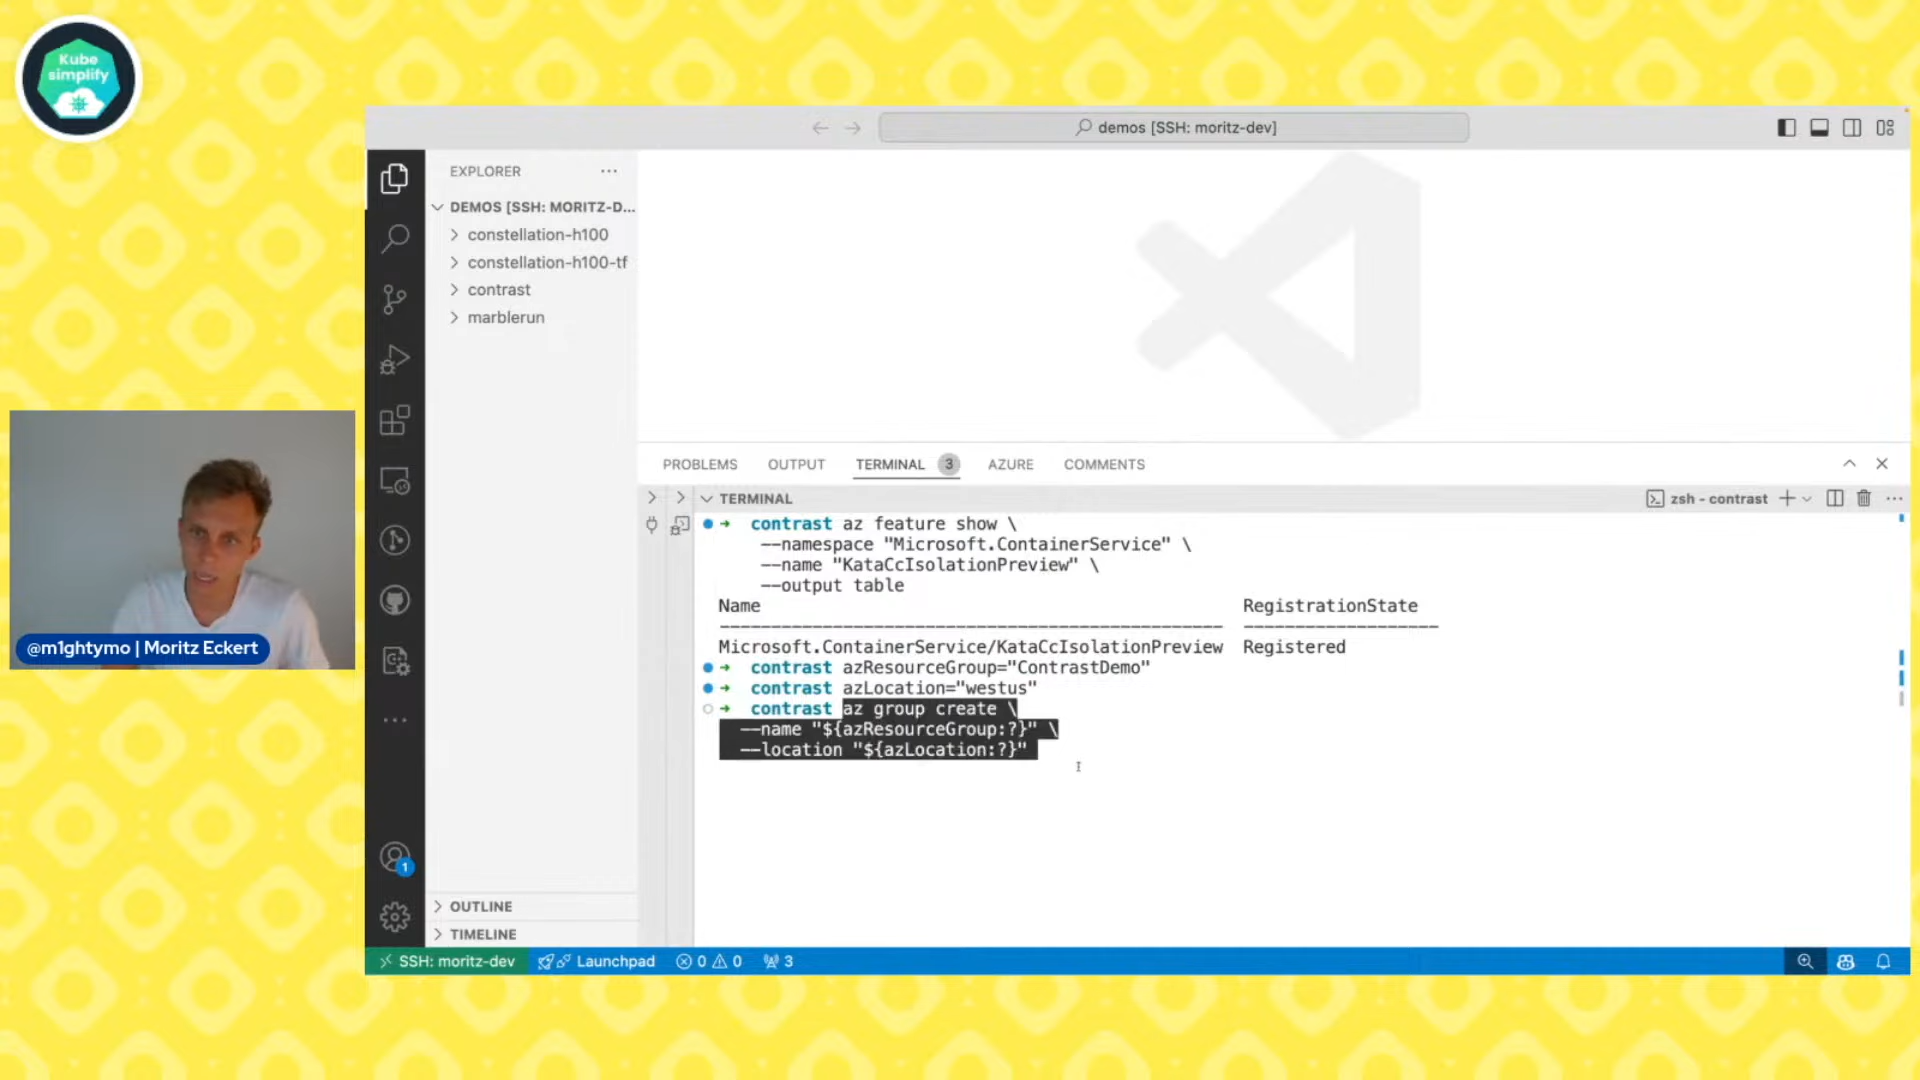 Kube
simplify
demos [SSH: moritz-dev]
EXPLORER
DEMOS [SSH: MORITZ-D...
constellation-h100
constellation-h100-tf
contrast
marblerun
PROBLEMS OUTPUT TERMINAL 3 AZURE COMMENTS
TERMINAL
zsh - contrast
contrast az feature show \
--namespace "Microsoft.ContainerService" \
--name "KataCcIsolationPreview" \
--output table
Name RegistrationState
------------------------------------------------- -------------------
Microsoft.ContainerService/KataCcIsolationPreview Registered
contrast azResourceGroup="ContrastDemo"
contrast azLocation="westus"
contrast az group create \
--name "${azResourceGroup:?}" \
--location "${azLocation:?}"
@m1ghtymo | Moritz Eckert
1
OUTLINE
TIMELINE
SSH: moritz-dev Launchpad 0 0 3